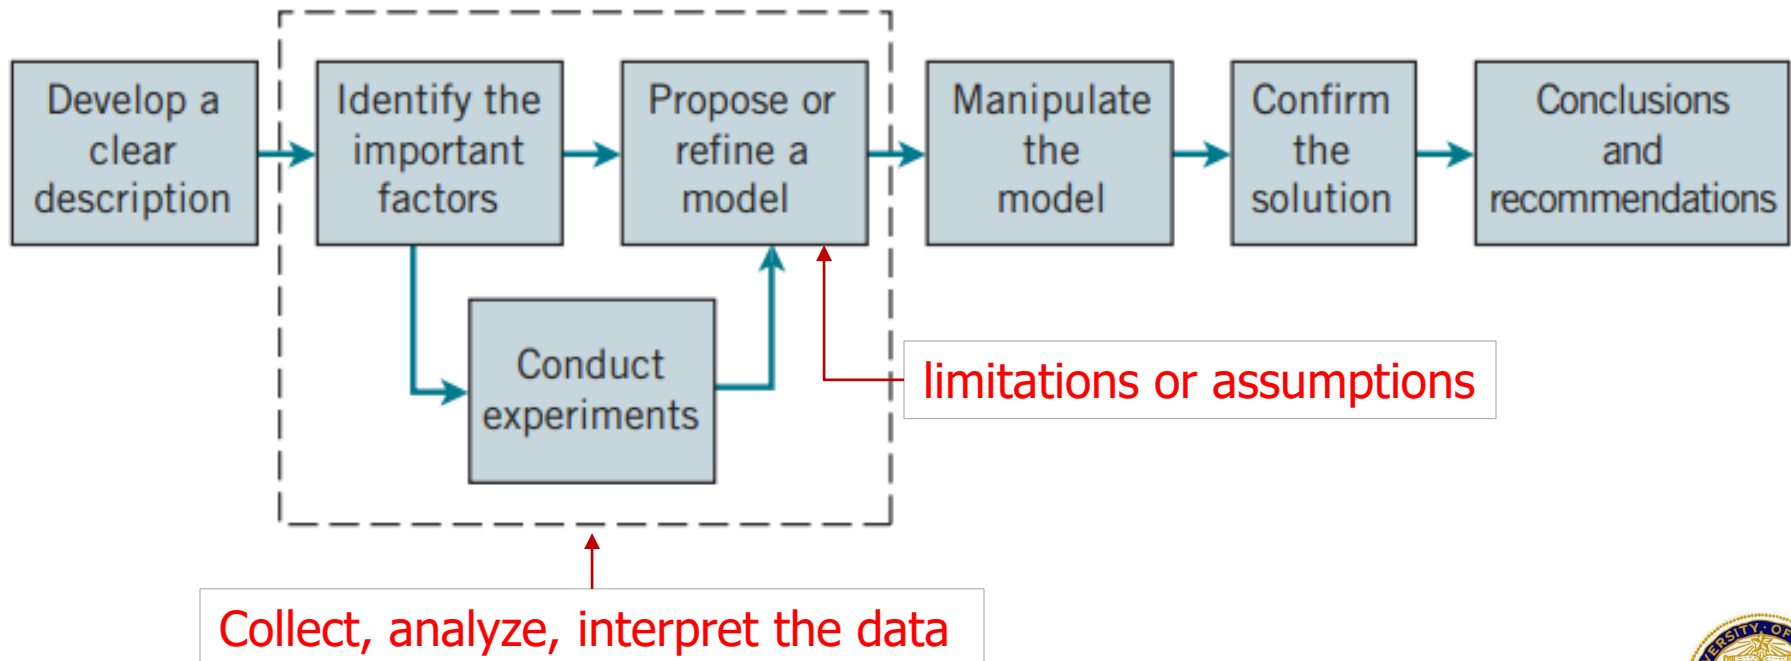 Develop a
clear
description
Identify the
important
factors
Propose or
refine a
model
Manipulate
the
model
Confirm
the
solution
Conclusions
and
recommendations
Conduct
experiments
limitations or assumptions
Collect, analyze, interpret the data